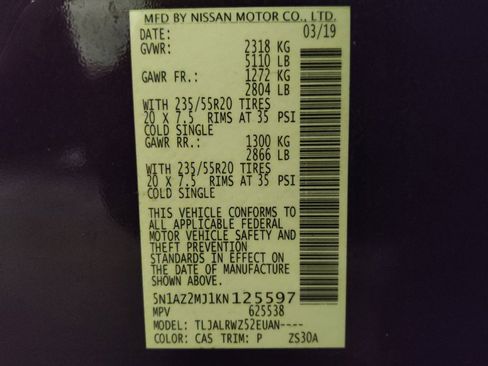 MFD BY NISSAN MOTOR CO., LTD.
DATE: 03/19
GVWR: 2318 KG
5110 LB
GAWR FR.: 1272 KG
2804 LB
WITH 235/55R20 TIRES
20 X 7.5 RIMS AT 35 PSI
COLD SINGLE
GAWR RR.: 1300 KG
2866 LB
WITH 235/55R20 TIRES
20 X 7.5 RIMS AT 35 PSI
COLD SINGLE
THIS VEHICLE CONFORMS TO
ALL APPLICABLE FEDERAL
MOTOR VEHICLE SAFETY AND
THEFT PREVENTION
STANDARDS IN EFFECT ON
THE DATE OF MANUFACTURE
SHOWN ABOVE.
5N1AZ2MJ1KN125597
MPV 625538
MODEL: TLJALRWZ52EUAN----
COLOR: CAS TRIM: P ZS30A